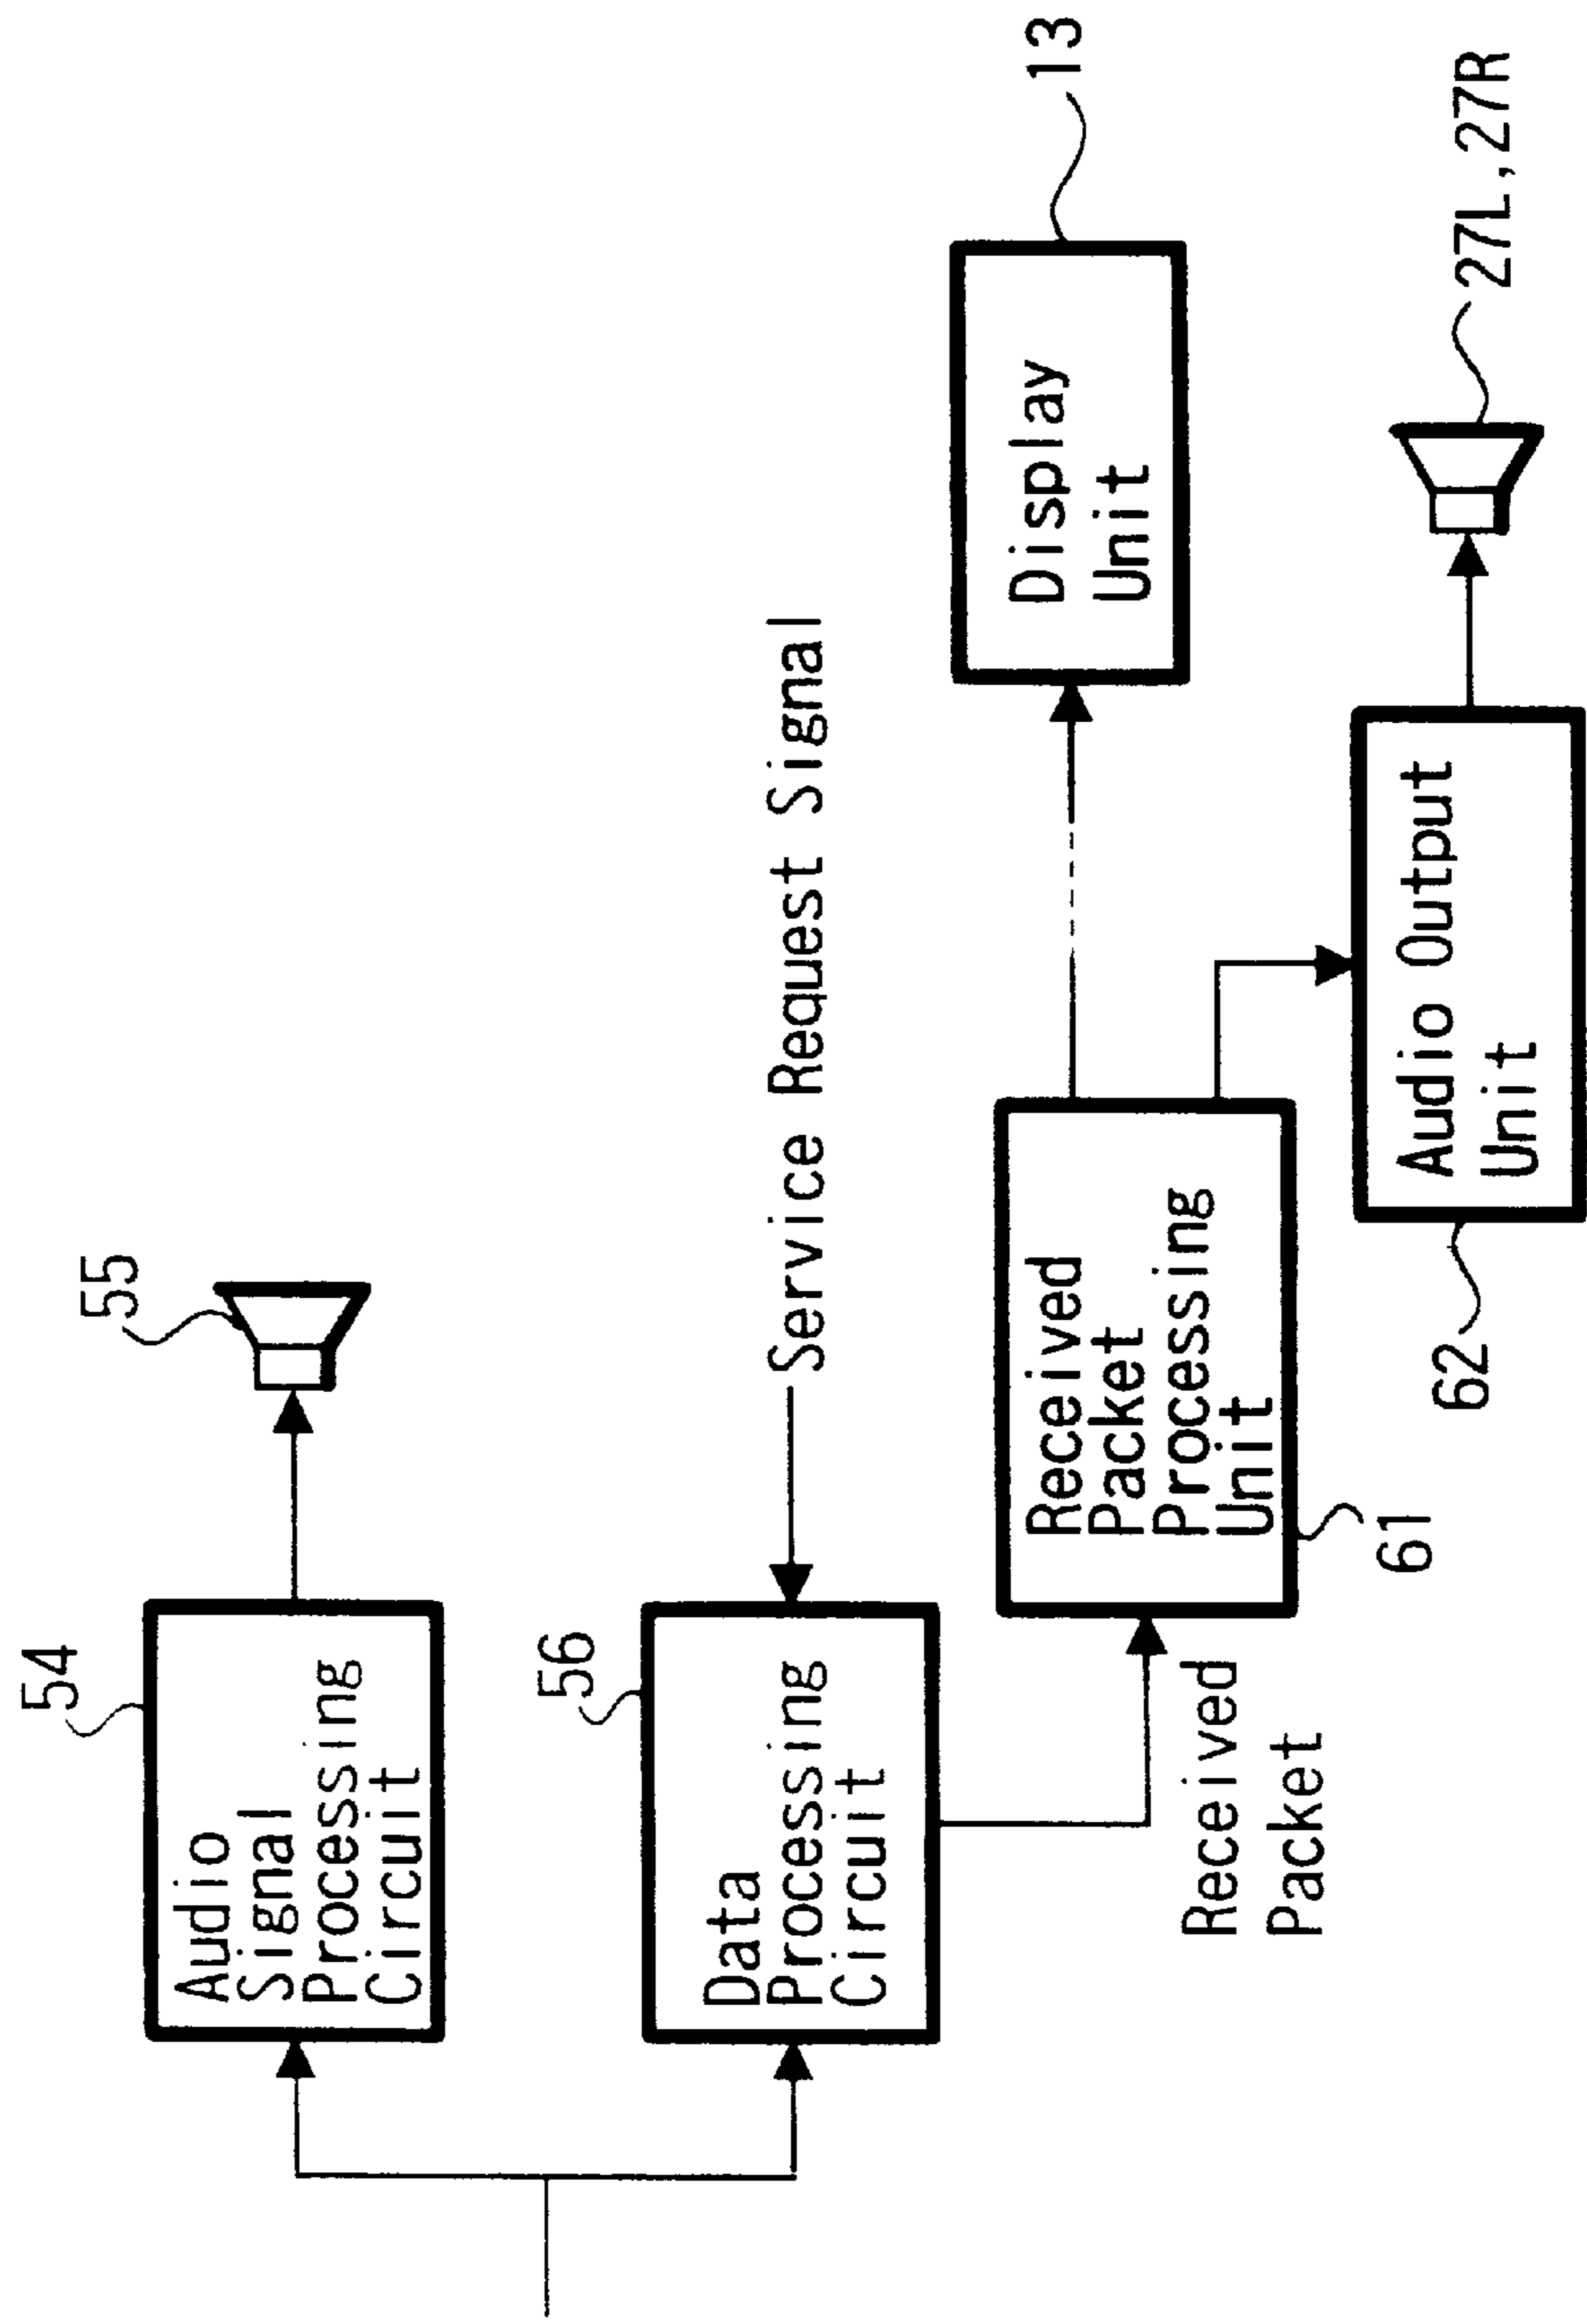 54
Audio
Signal
Processing
Circuit
55
56
Data
Processing
Circuit
Service Request Signal
Received
Packet
Received
Packet
Processing
Unit
61
Display
Unit
13
Audio Output
Unit
62
27L,27R